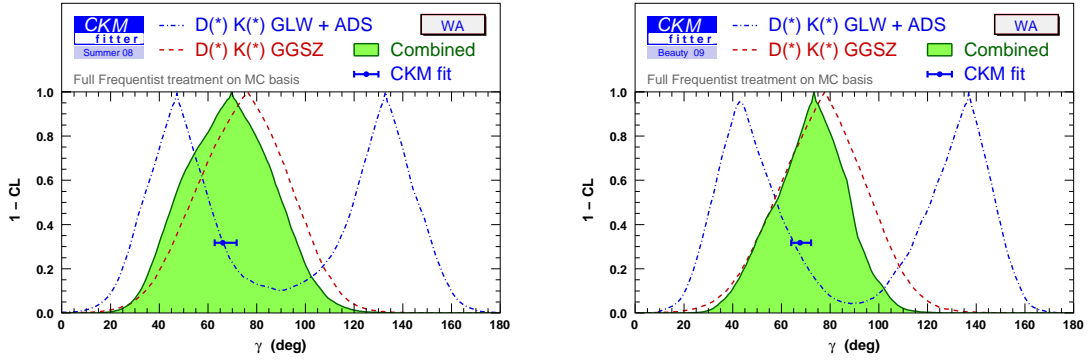 CKM
fitter
Summer 08
D(*) K(*) GLW + ADS
WA
D(*) K(*) GGSZ
Combined
CKM fit
Full Frequentist treatment on MC basis
1.0
0.8
0.6
0.4
0.2
0.0
1 − CL
0 20 40 60 80 100 120 140 160 180
γ (deg)
CKM
fitter
Beauty 09
D(*) K(*) GLW + ADS
WA
D(*) K(*) GGSZ
Combined
CKM fit
Full Frequentist treatment on MC basis
1.0
0.8
0.6
0.4
0.2
0.0
1 − CL
0 20 40 60 80 100 120 140 160 180
γ (deg)